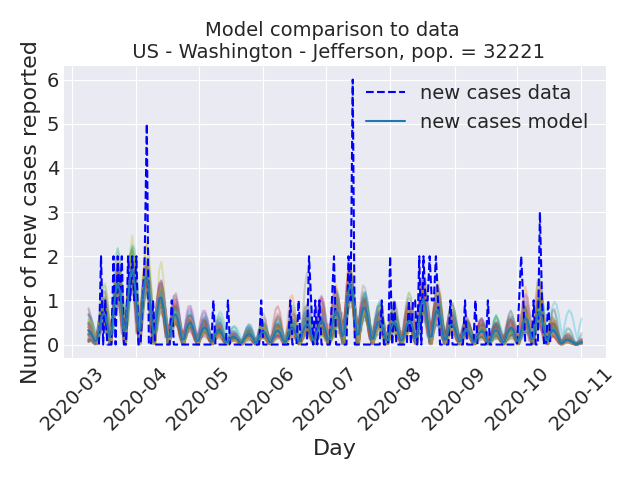 Model comparison to data
US - Washington - Jefferson, pop. = 32221
Number of new cases reported
6
5
4
3
2
1
0
new cases data
new cases model
2020-03
2020-04
2020-05
2020-06
2020-07
2020-08
2020-09
2020-10
2020-11
Day